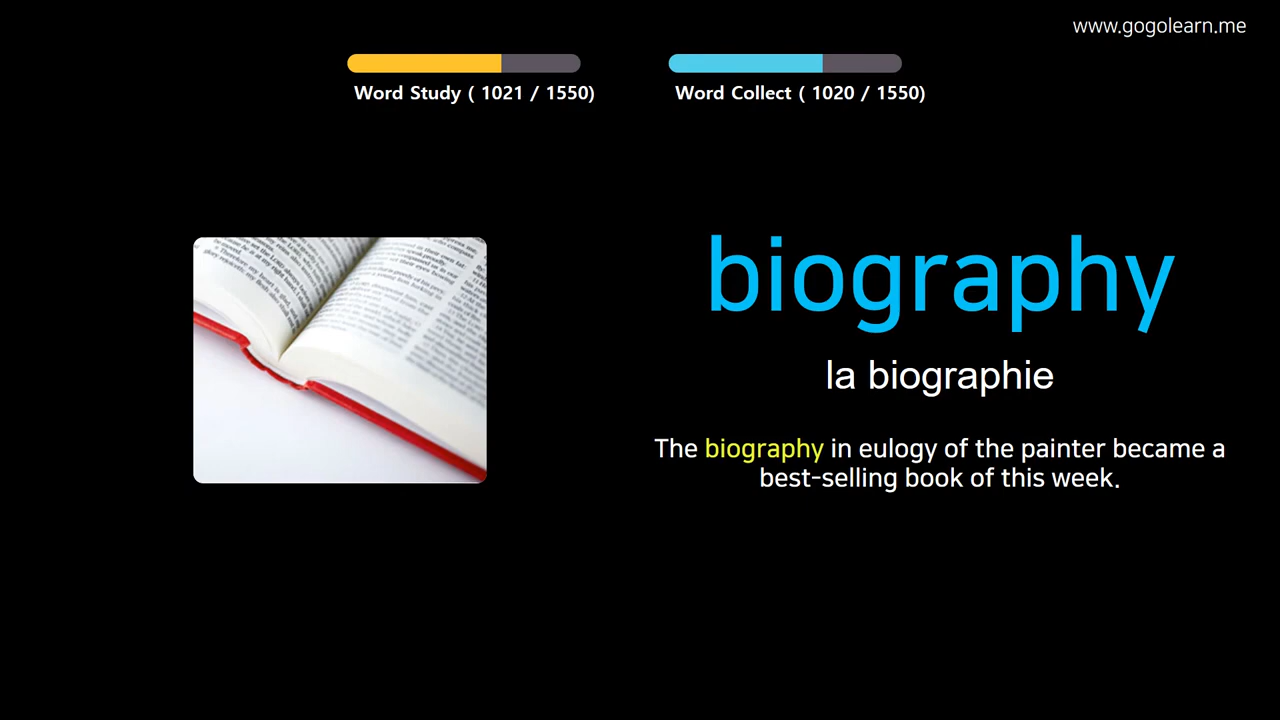 www.gogolearn.me
Word Study ( 1021 / 1550)
Word Collect ( 1020 / 1550)
biography
la biographie
The biography in eulogy of the painter became a
best-selling book of this week.